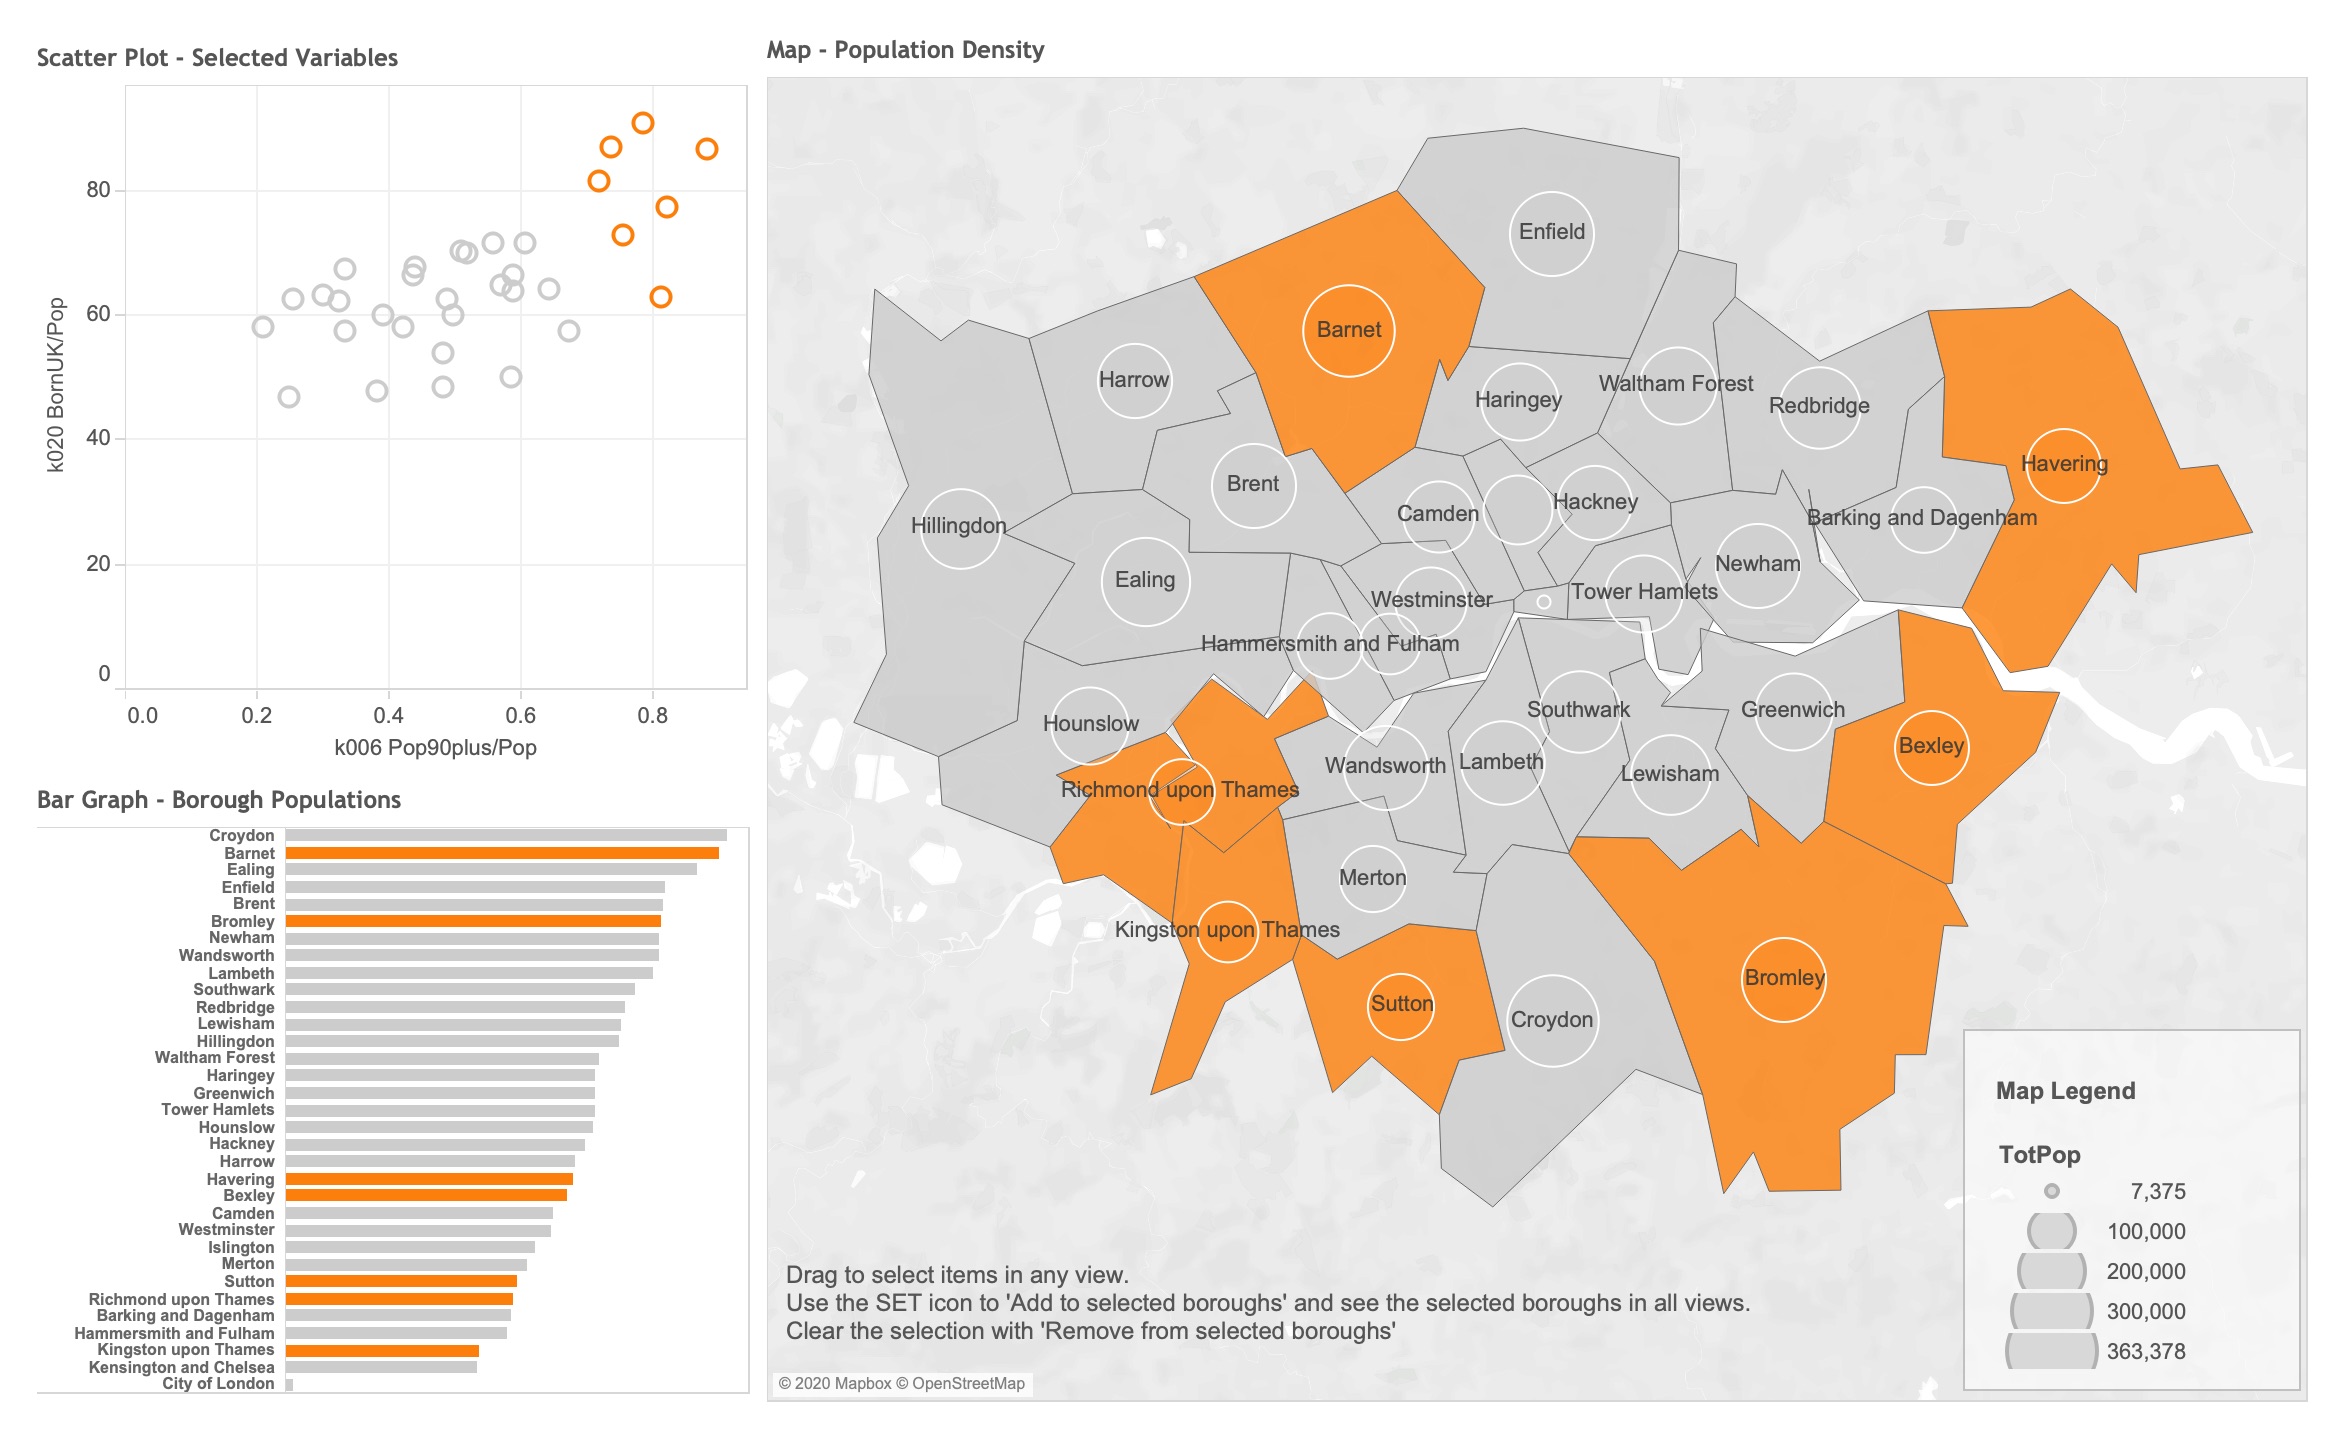 Scatter Plot - Selected Variables
80
60
40
20
0
k020 BornUK/Pop
0.0 0.2 0.4 0.6 0.8
k006 Pop90plus/Pop
Bar Graph - Borough Populations
Croydon
Barnet
Ealing
Enfield
Brent
Bromley
Newham
Wandsworth
Lambeth
Southwark
Redbridge
Lewisham
Hillingdon
Waltham Forest
Haringey
Greenwich
Tower Hamlets
Hounslow
Hackney
Harrow
Havering
Bexley
Camden
Westminster
Islington
Merton
Sutton
Richmond upon Thames
Barking and Dagenham
Hammersmith and Fulham
Kingston upon Thames
Kensington and Chelsea
City of London
Map - Population Density
Enfield
Barnet
Harrow
Haringey
Waltham Forest
Redbridge
Havering
Brent
Camden
Hackney
Hillingdon
Barking and Dagenham
Ealing
Newham
Westminster
Tower Hamlets
Hammersmith and Fulham
Hounslow
Southwark
Greenwich
Bexley
Wandsworth
Lambeth
Lewisham
Richmond upon Thames
Merton
Kingston upon Thames
Bromley
Sutton
Croydon
Map Legend
TotPop
7,375
100,000
200,000
300,000
363,378
Drag to select items in any view.
Use the SET icon to 'Add to selected boroughs' and see the selected boroughs in all views.
Clear the selection with 'Remove from selected boroughs'
© 2020 Mapbox © OpenStreetMap